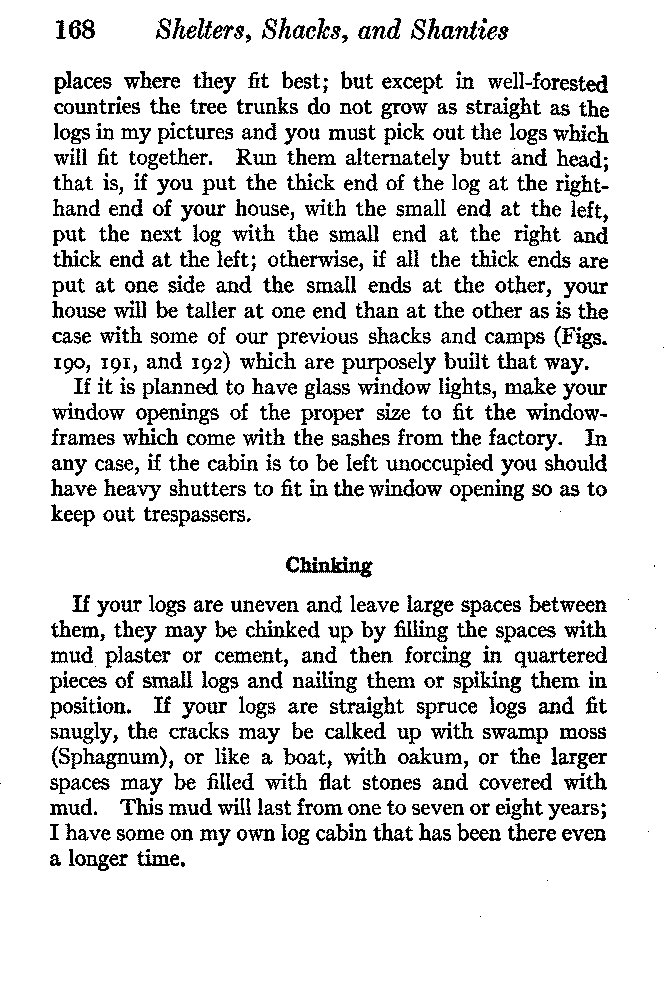 168 Shelters, Shacks, and Shanties
places where they fit best; but except in well-forested
countries the tree trunks do not grow as straight as the
logs in my pictures and you must pick out the logs which
will fit together. Run them alternately butt and head;
that is, if you put the thick end of the log at the right-
hand end of your house, with the small end at the left,
put the next log with the small end at the right and
thick end at the left; otherwise, if all the thick ends are
put at one side and the small ends at the other, your
house will be taller at one end than at the other as is the
case with some of our previous shacks and camps (Figs.
190, 191, and 192) which are purposely built that way.
If it is planned to have glass window lights, make your
window openings of the proper size to fit the window-
frames which come with the sashes from the factory. In
any case, if the cabin is to be left unoccupied you should
have heavy shutters to fit in the window opening so as to
keep out trespassers.
Chinking
If your logs are uneven and leave large spaces between
them, they may be chinked up by filling the spaces with
mud plaster or cement, and then forcing in quartered
pieces of small logs and nailing them or spiking them in
position. If your logs are straight spruce logs and fit
snugly, the cracks may be calked up with swamp moss
(Sphagnum), or like a boat, with oakum, or the larger
spaces may be filled with flat stones and covered with
mud. This mud will last from one to seven or eight years;
I have some on my own log cabin that has been there even
a longer time.